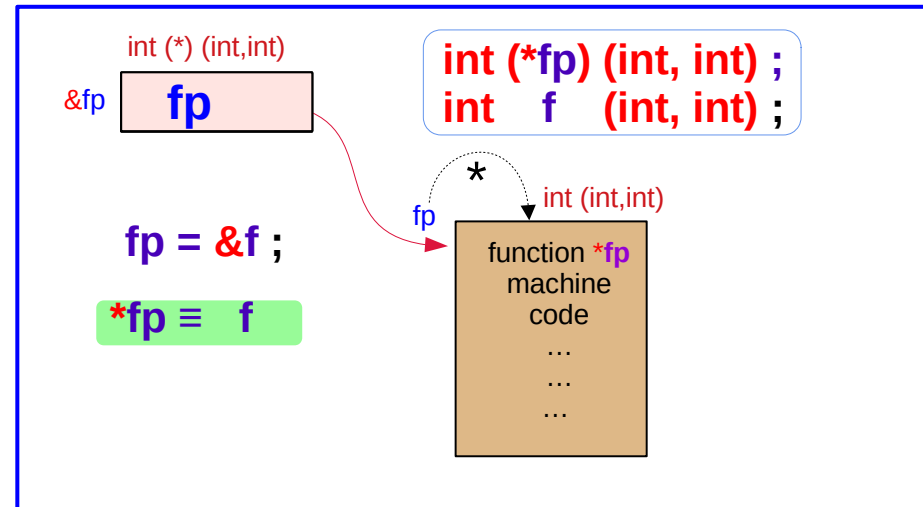 int (*) (int,int)
&fp
fp
int (*fp) (int, int) ;
int f (int, int) ;
*
fp
int (int,int)
fp = &f ;
*fp ≡ f
function *fp
machine
code
…
…
…